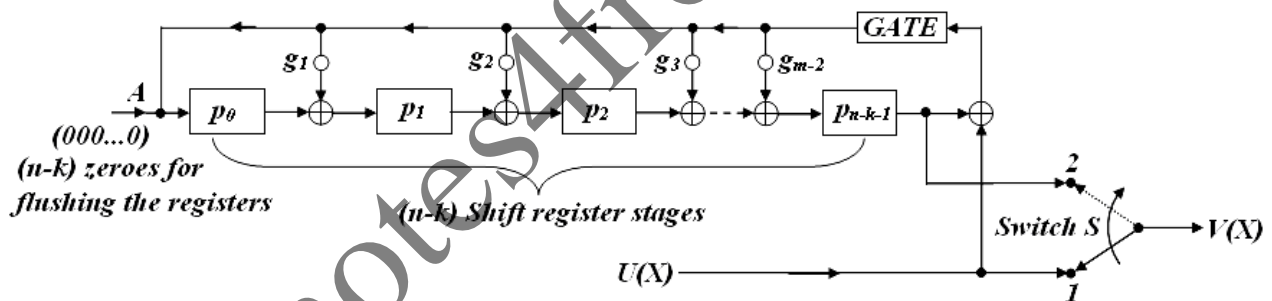 GATE
g1
g2
g3
gm-2
A
p0
p1
p2
pn-k-1
(000...0)
(n-k) zeroes for
flushing the registers
(n-k) Shift register stages
2
Switch S
V(X)
U(X)
1